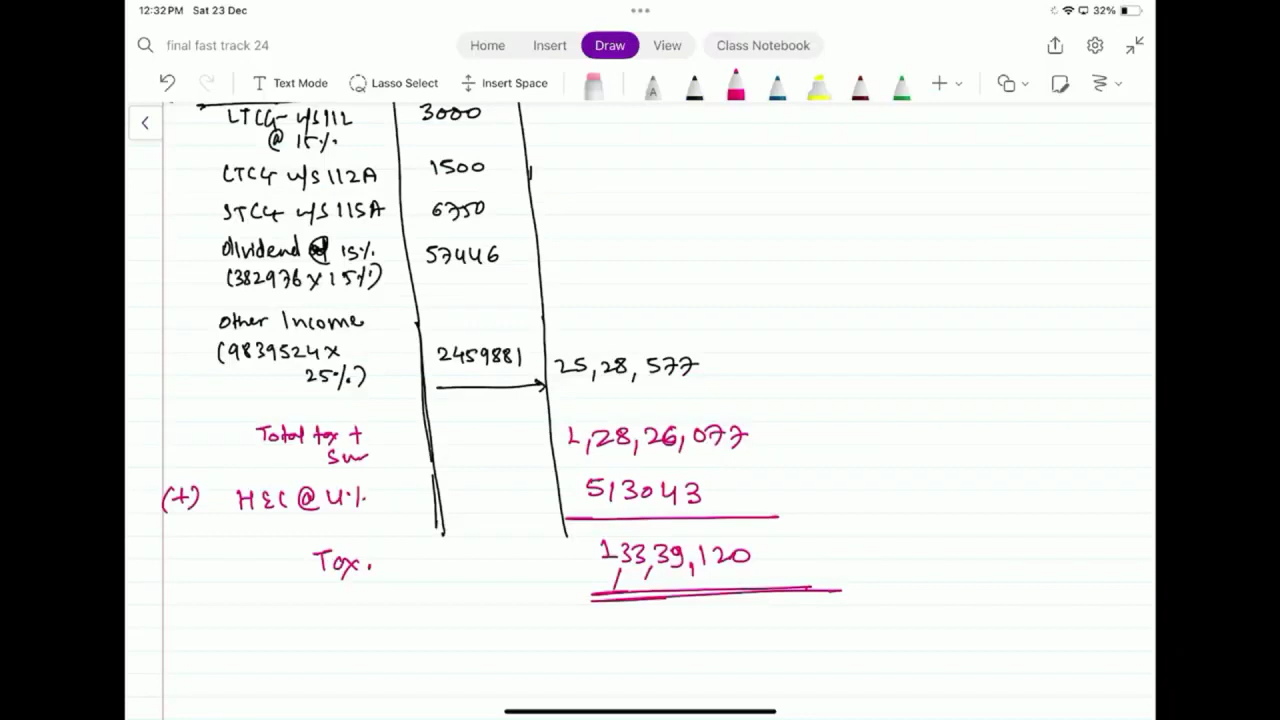 12:32 PM Sat 23 Dec
32%
final fast track 24
Home Insert Draw View Class Notebook
Text Mode Lasso Select Insert Space
LTCG u/s 112 3000
@ 15%
LTCG u/s 112A 1500
STCG u/s 115A 6750
dividend @ 15% 57446
(382976 x 15%)
Other Income
(9839524 x 2459881 25,28,577
25%)
Total tax + 1,28,26,077
Sur
(+) HEC @ 4% 513043
Tax. 1,33,39,120